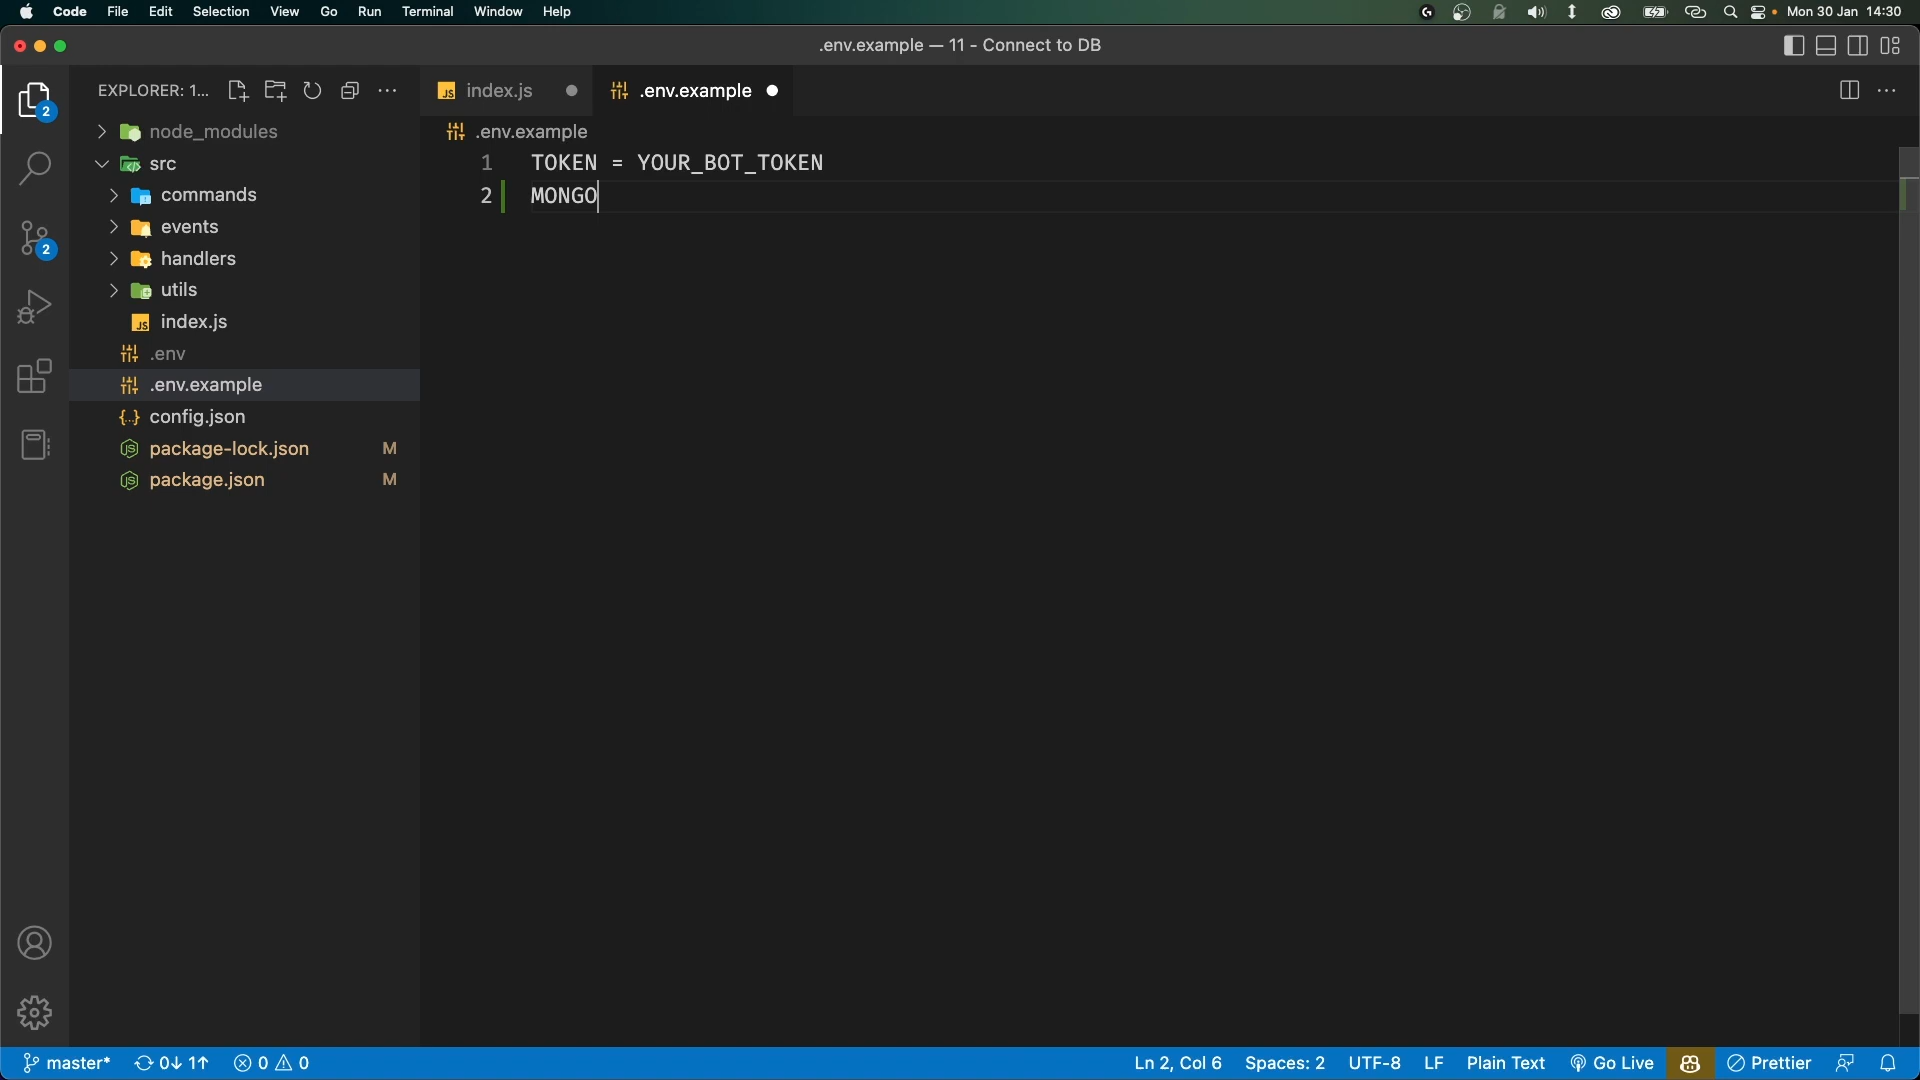 Code File Edit Selection View Go Run Terminal Window Help Mon 30 Jan 14:30
.env.example — 11 - Connect to DB
EXPLORER: 1...
index.js
.env.example
node_modules
.env.example
src
1 TOKEN = YOUR_BOT_TOKEN
commands
2 MONGO
events
handlers
utils
JS index.js
.env
.env.example
config.json
package-lock.json M
package.json M
2
2
master* 0↓ 1↑ 0 0 Ln 2, Col 6 Spaces: 2 UTF-8 LF Plain Text Go Live Prettier